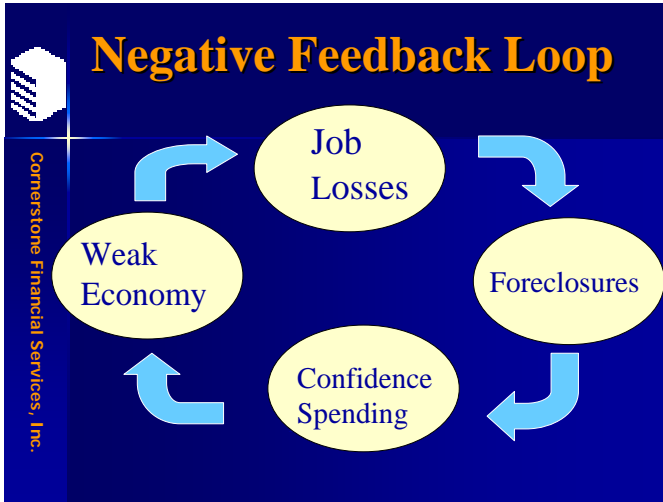 Negative Feedback Loop
Job
Losses
Foreclosures
Confidence
Spending
Weak
Economy
Cornerstone Financial Services, Inc.